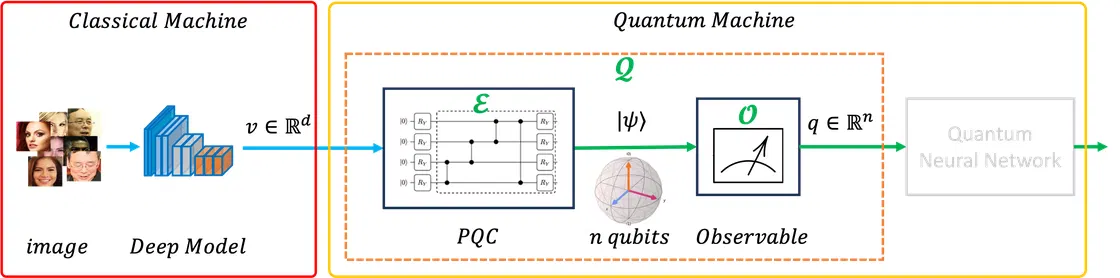 Classical Machine
Quantum Machine
𝒬
ℰ
|0⟩ R_Y R_Y
|0⟩ R_Y R_Y
|0⟩ R_Y R_Y
|0⟩ R_Y R_Y
v ∈ ℝ^d
|ψ⟩
𝒪
q ∈ ℝ^n
Quantum
Neural Network
image
Deep Model
PQC
n qubits
Observable